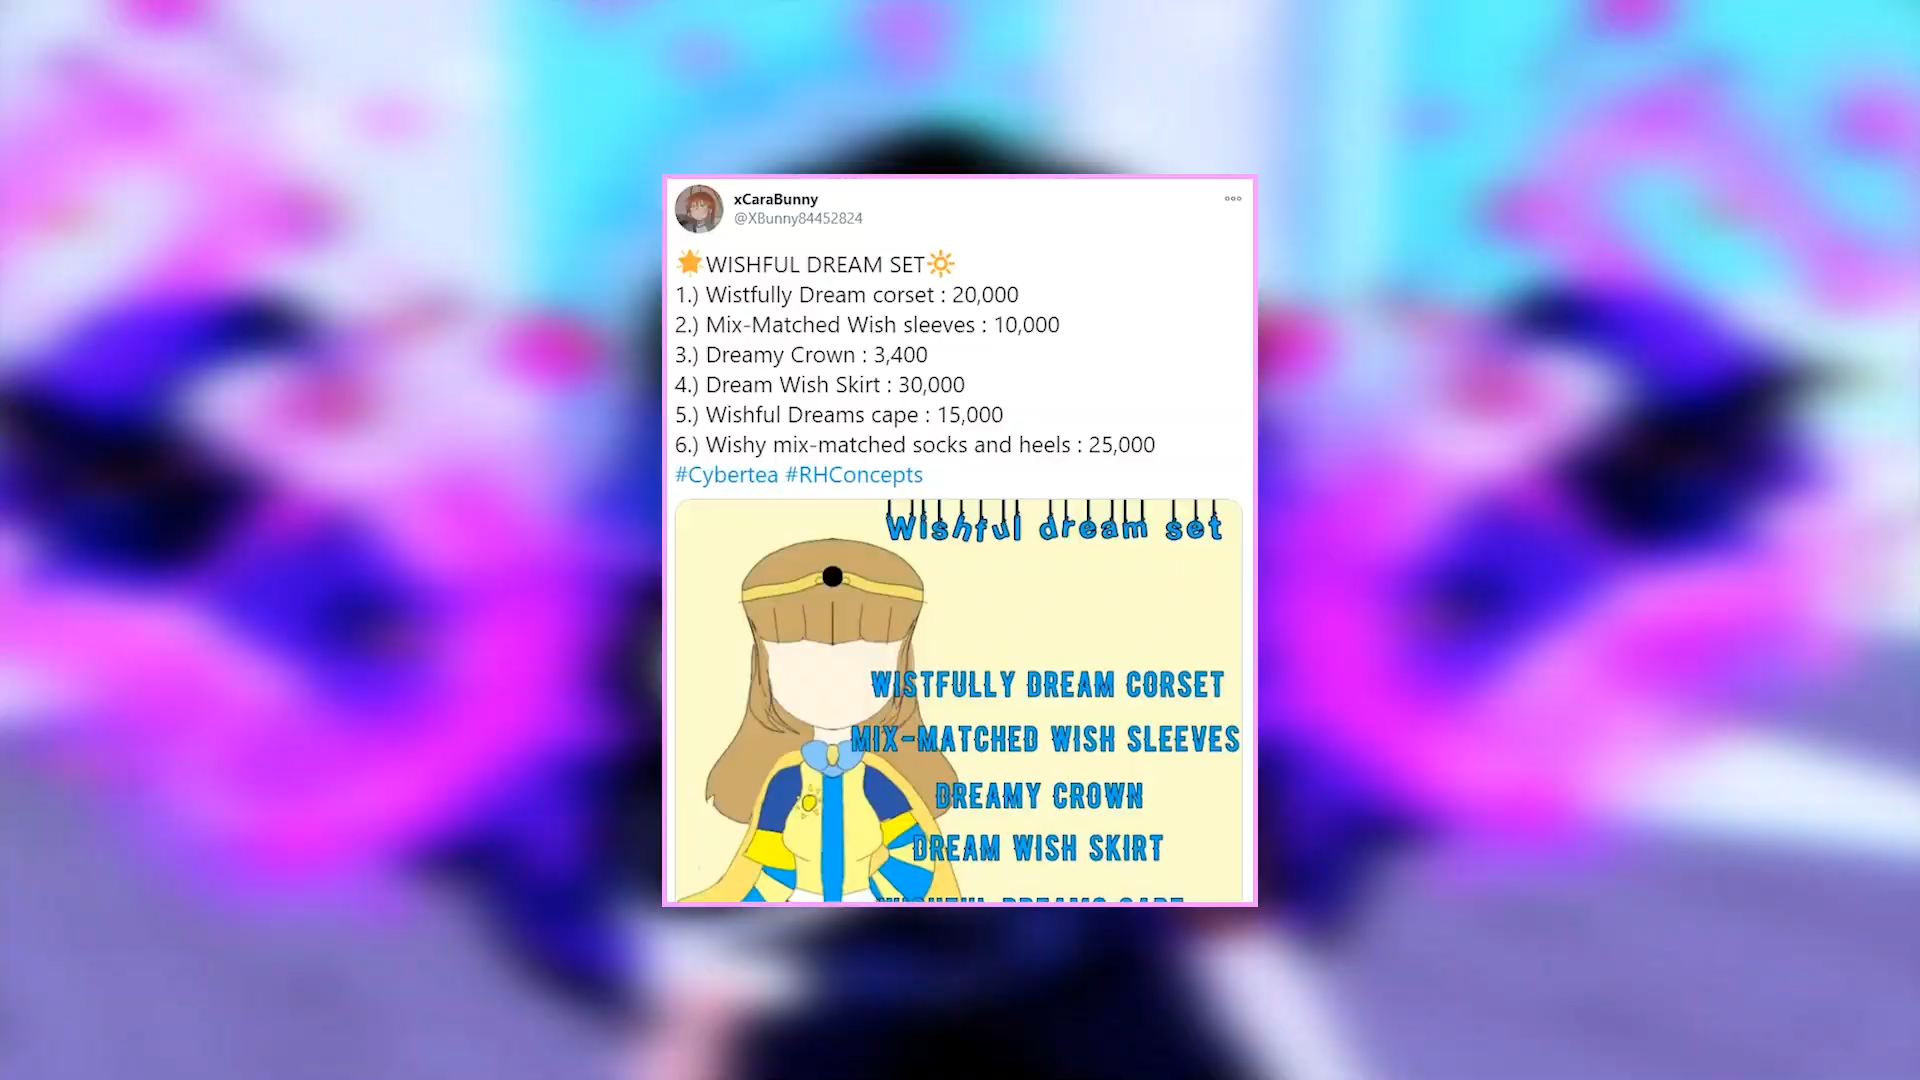 xCaraBunny
@XBunny84452824
WISHFUL DREAM SET
1.) Wistfully Dream corset : 20,000
2.) Mix-Matched Wish sleeves : 10,000
3.) Dreamy Crown : 3,400
4.) Dream Wish Skirt : 30,000
5.) Wishful Dreams cape : 15,000
6.) Wishy mix-matched socks and heels : 25,000
#Cybertea #RHConcepts
Wishful dream set
WISTFULLY DREAM CORSET
MIX-MATCHED WISH SLEEVES
DREAMY CROWN
DREAM WISH SKIRT